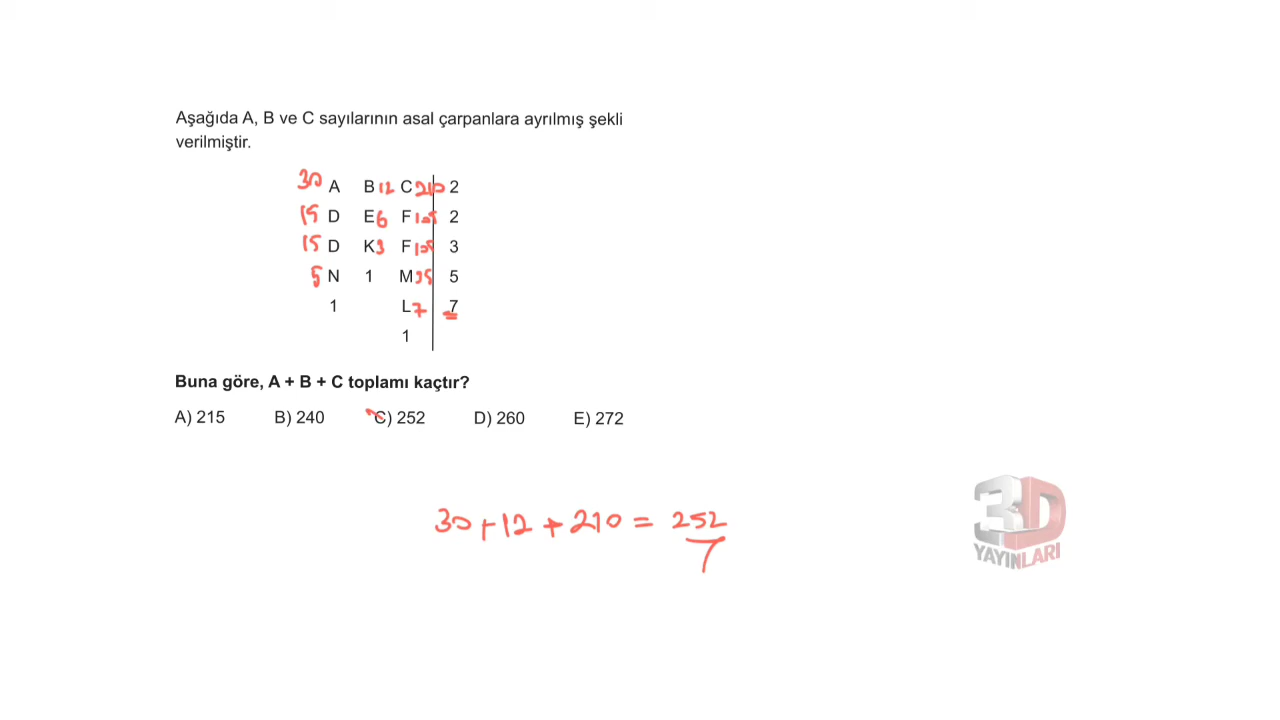 Aşağıda A, B ve C sayılarının asal çarpanlara ayrılmış şekli
verilmiştir.
30 A B 12 C 210 2
15 D E 6 F 105 2
15 D K 3 F 105 3
5 N 1 M 35 5
1 L 7 7
1
Buna göre, A + B + C toplamı kaçtır?
A) 215 B) 240 C) 252 D) 260 E) 272
30 + 12 + 210 = 252
3D
YAYINLARI